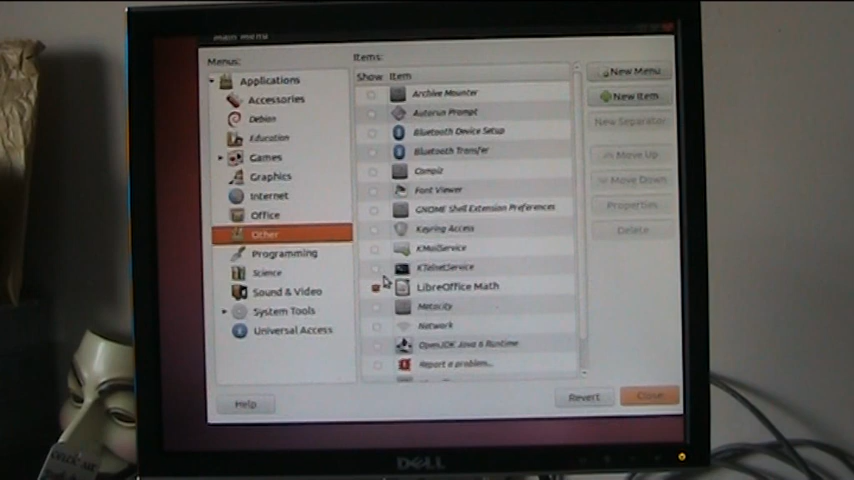 Main Menu
Menus:
Items:
Applications
Accessories
Debian
Education
Games
Graphics
Internet
Office
Other
Programming
Science
Sound & Video
System Tools
Universal Access
Show Item
Archive Mounter
Autorun Prompt
Bluetooth Device Setup
Bluetooth Transfer
Compiz
Font Viewer
GNOME Shell Extension Preferences
Keyring Access
KMailService
KTelnetService
LibreOffice Math
Metacity
Network
OpenJDK Java 6 Runtime
Report a problem...
New Menu
New Item
New Separator
Move Up
Move Down
Properties
Delete
Help
Revert
Close
DELL